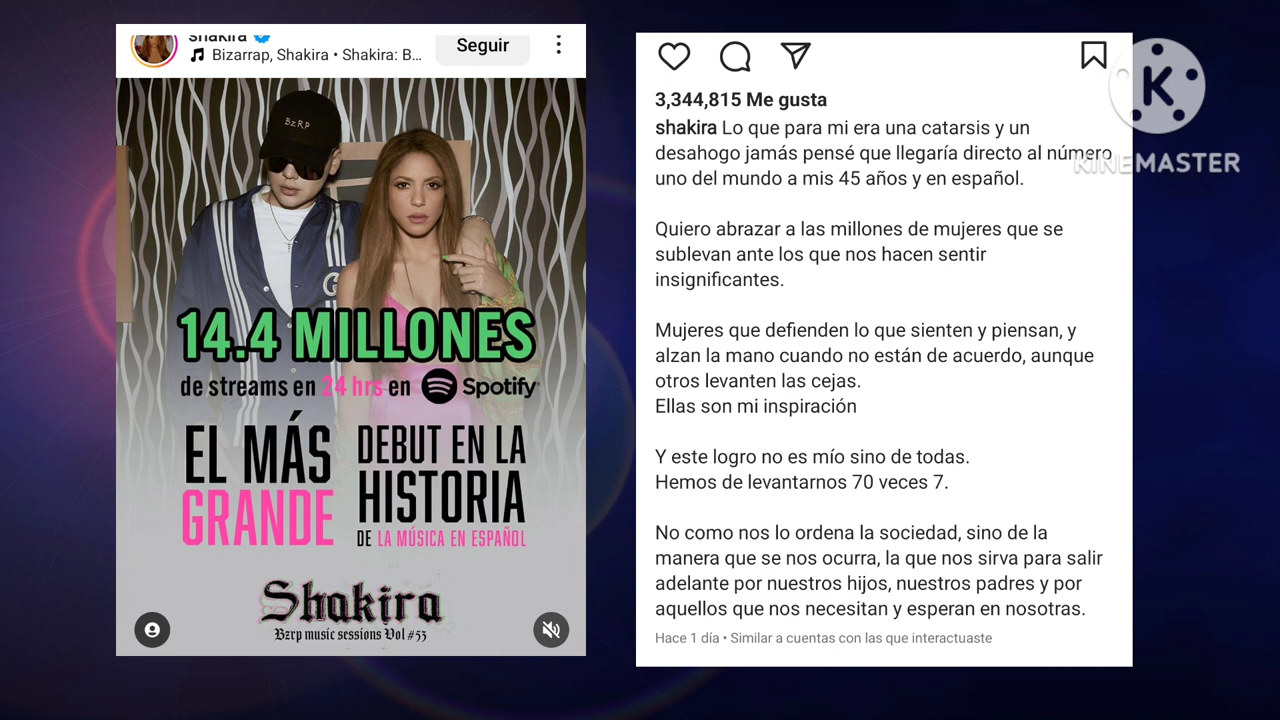 shakira
Bizarrap, Shakira • Shakira: B...
Seguir
BZRP
G
14.4 MILLONES
de streams en 24 hrs en Spotify
EL MÁS
GRANDE
DEBUT EN LA
HISTORIA
DE LA MÚSICA EN ESPAÑOL
Shakira
Bzrp music sessions Vol #53
3,344,815 Me gusta
shakira Lo que para mi era una catarsis y un
desahogo jamás pensé que llegaría directo al número
uno del mundo a mis 45 años y en español.
Quiero abrazar a las millones de mujeres que se
sublevan ante los que nos hacen sentir
insignificantes.
Mujeres que defienden lo que sienten y piensan, y
alzan la mano cuando no están de acuerdo, aunque
otros levanten las cejas.
Ellas son mi inspiración
Y este logro no es mío sino de todas.
Hemos de levantarnos 70 veces 7.
No como nos lo ordena la sociedad, sino de la
manera que se nos ocurra, la que nos sirva para salir
adelante por nuestros hijos, nuestros padres y por
aquellos que nos necesitan y esperan en nosotras.
Hace 1 día • Similar a cuentas con las que interactuaste
K
KINEMASTER